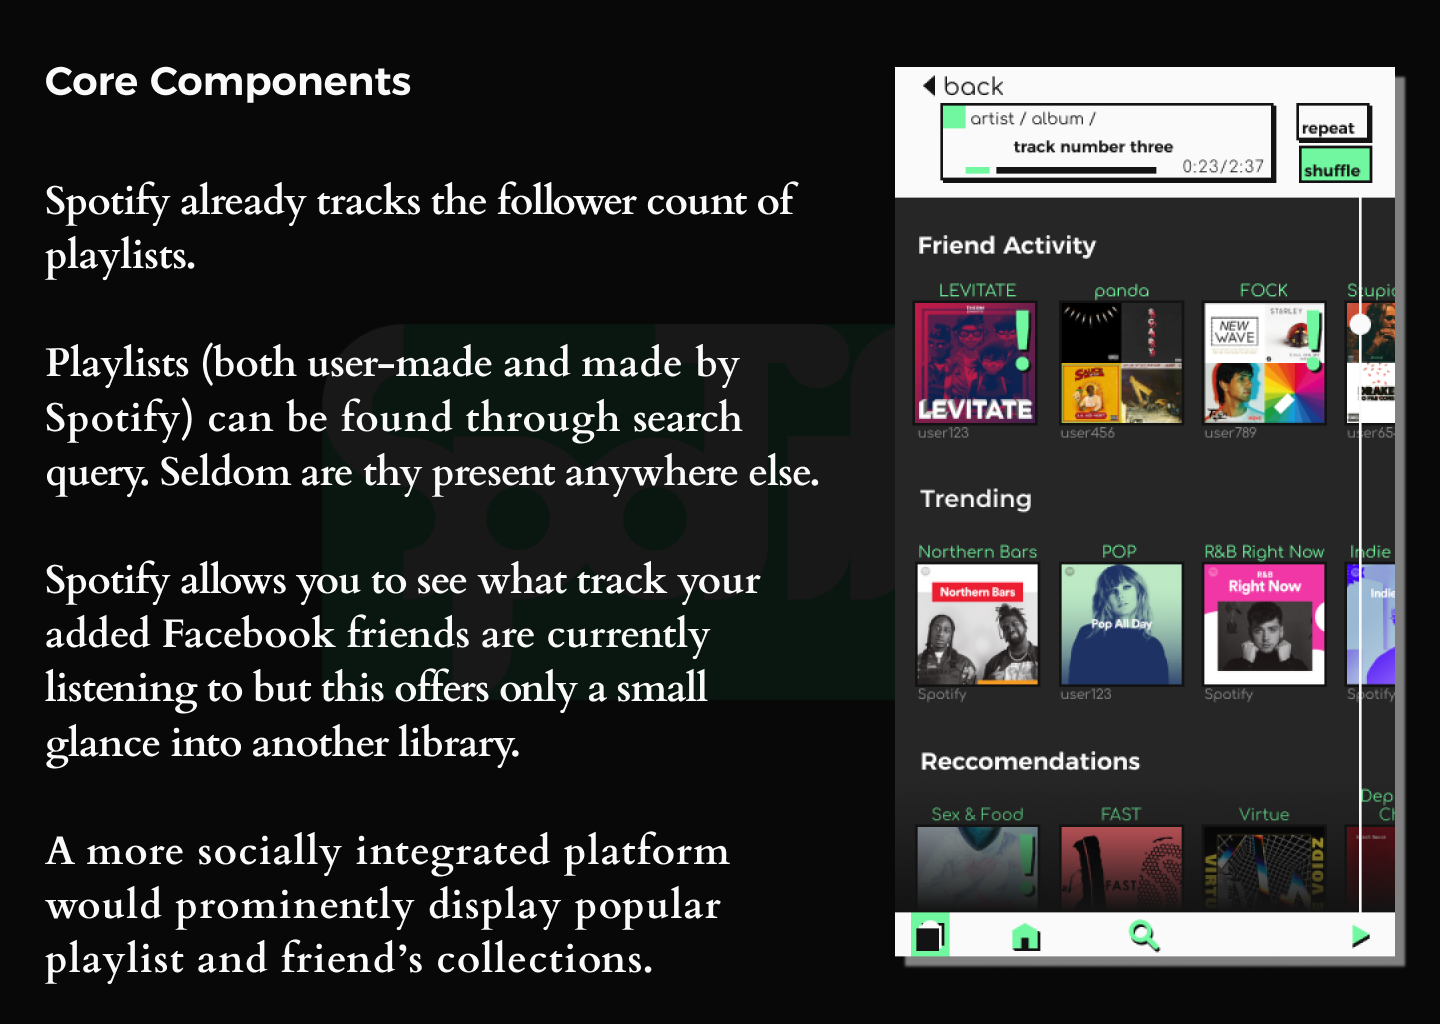 Core Components
Spotify already tracks the follower count of
playlists.
Playlists (both user-made and made by
Spotify) can be found through search
query. Seldom are thy present anywhere else.
Spotify allows you to see what track your
added Facebook friends are currently
listening to but this offers only a small
glance into another library.
A more socially integrated platform
would prominently display popular
playlist and friend’s collections.
back
artist / album /
track number three
0:23/2:37
repeat
shuffle
Friend Activity
LEVITATE
panda
FOCK
Stupid
SCARY
NEW
WAVE
STARLEY
SAUCE
LEVITATE
DRAKE
user123
user456
user789
user65
Trending
Northern Bars
POP
R&B Right Now
Indie
Northern Bars
Pop All Day
R&B
Right Now
Indie
Spotify
user123
Spotify
Spotify
Reccomendations
Sex & Food
FAST
Virtue
Dep
Ch
FAST
VIRTU
VOIDZ